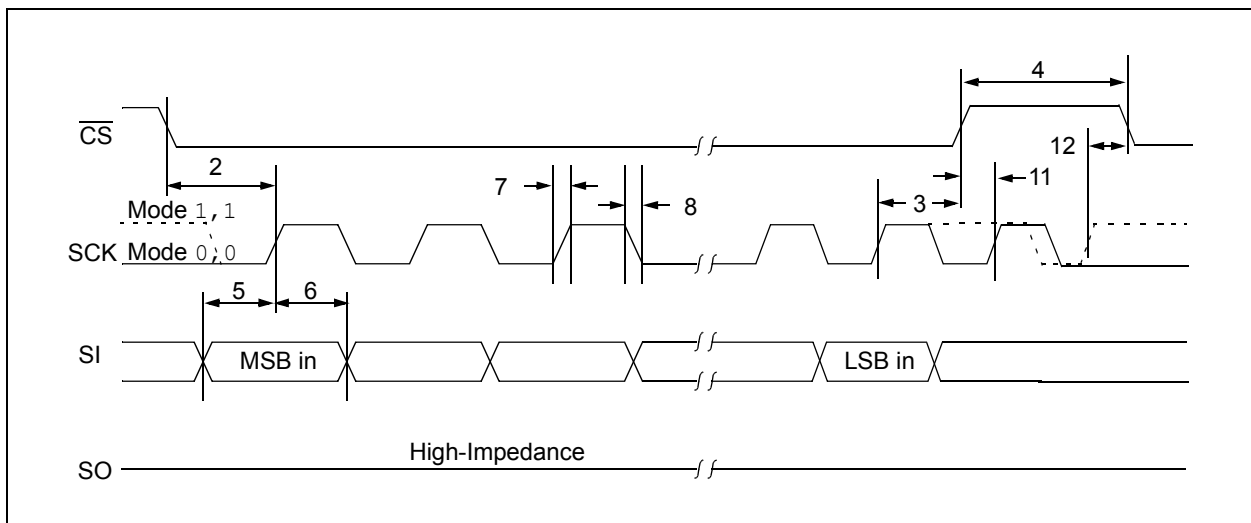 4
CS
12
2
7
11
Mode 1,1
8
3
SCK Mode 0,0
5
6
SI
MSB in
LSB in
High-Impedance
SO